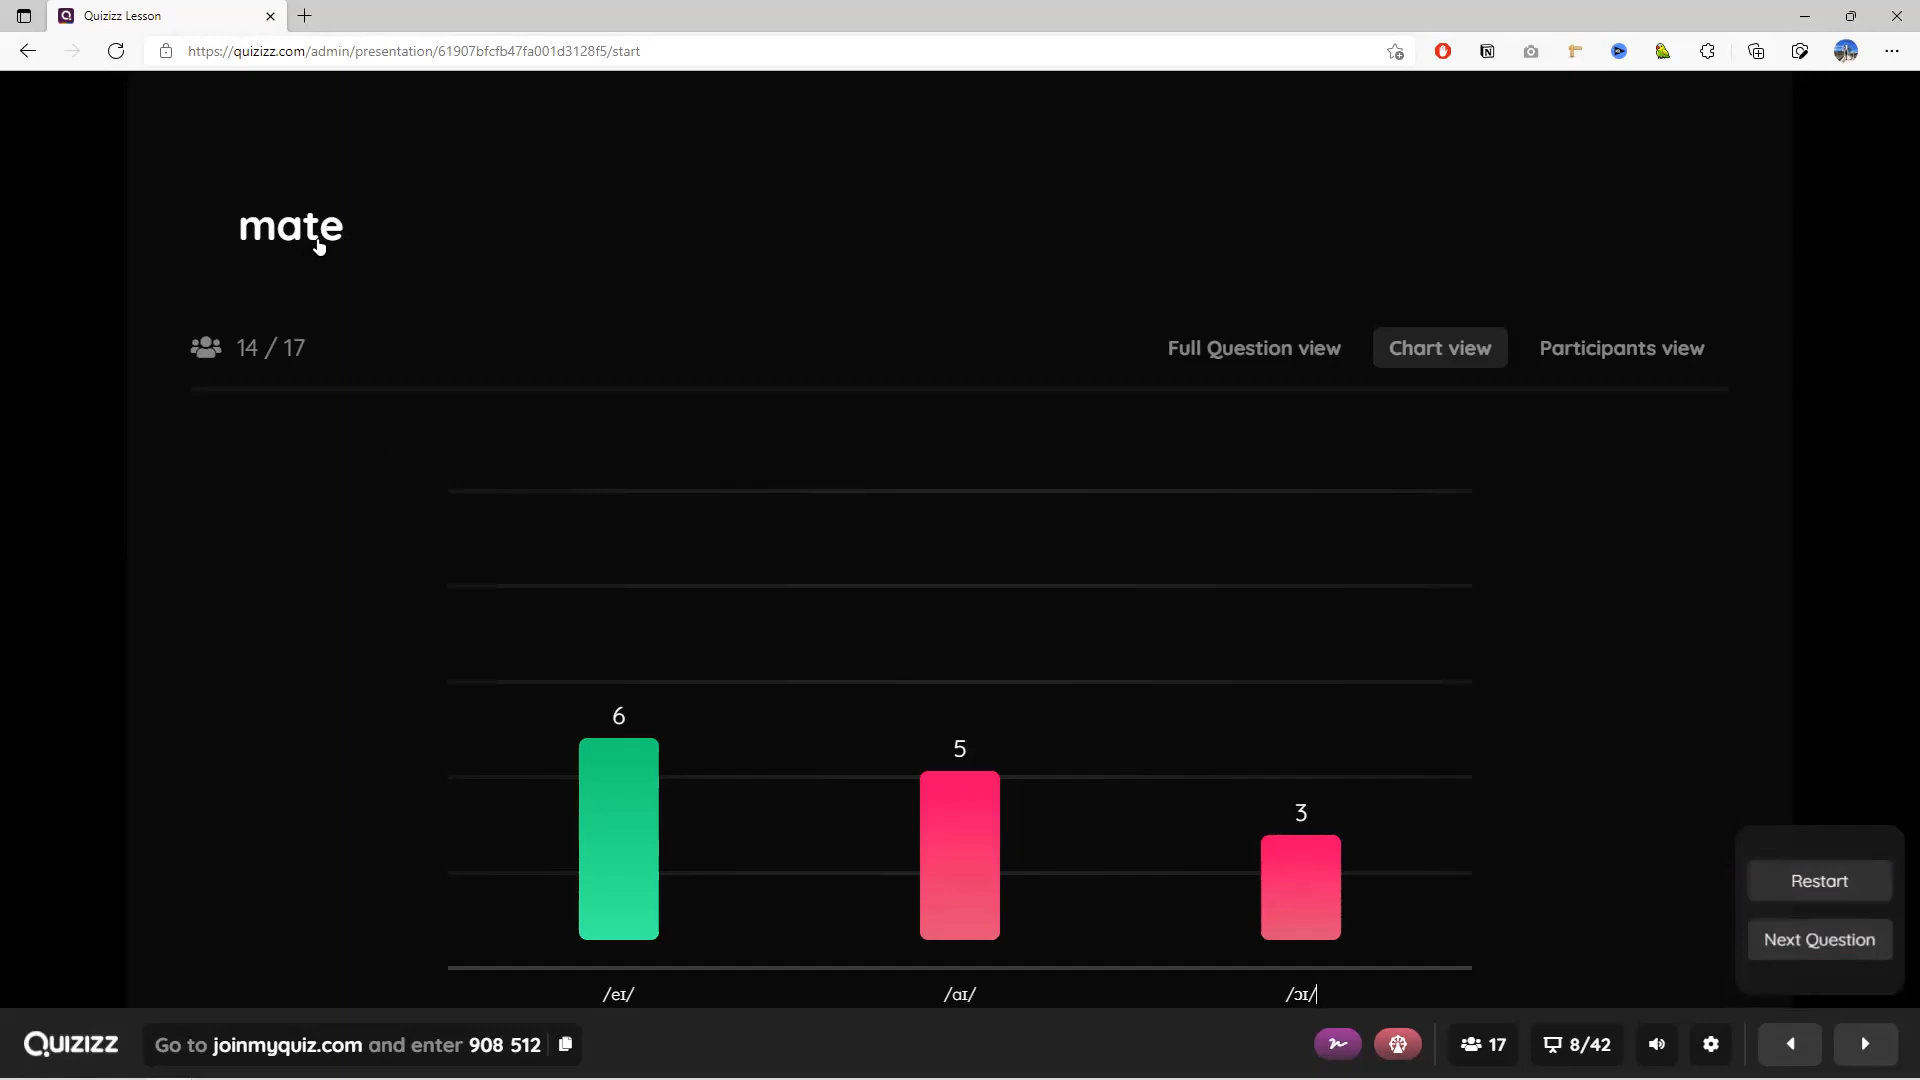 Quizizz Lesson
https://quizizz.com/admin/presentation/61907bfcfb47fa001d3128f5/start
mate
14 / 17
Full Question view
Chart view
Participants view
6
5
3
/eɪ/
/aɪ/
/ɔɪ/
Restart
Next Question
QUIZIZZ
Go to joinmyquiz.com and enter 908 512
17
8/42